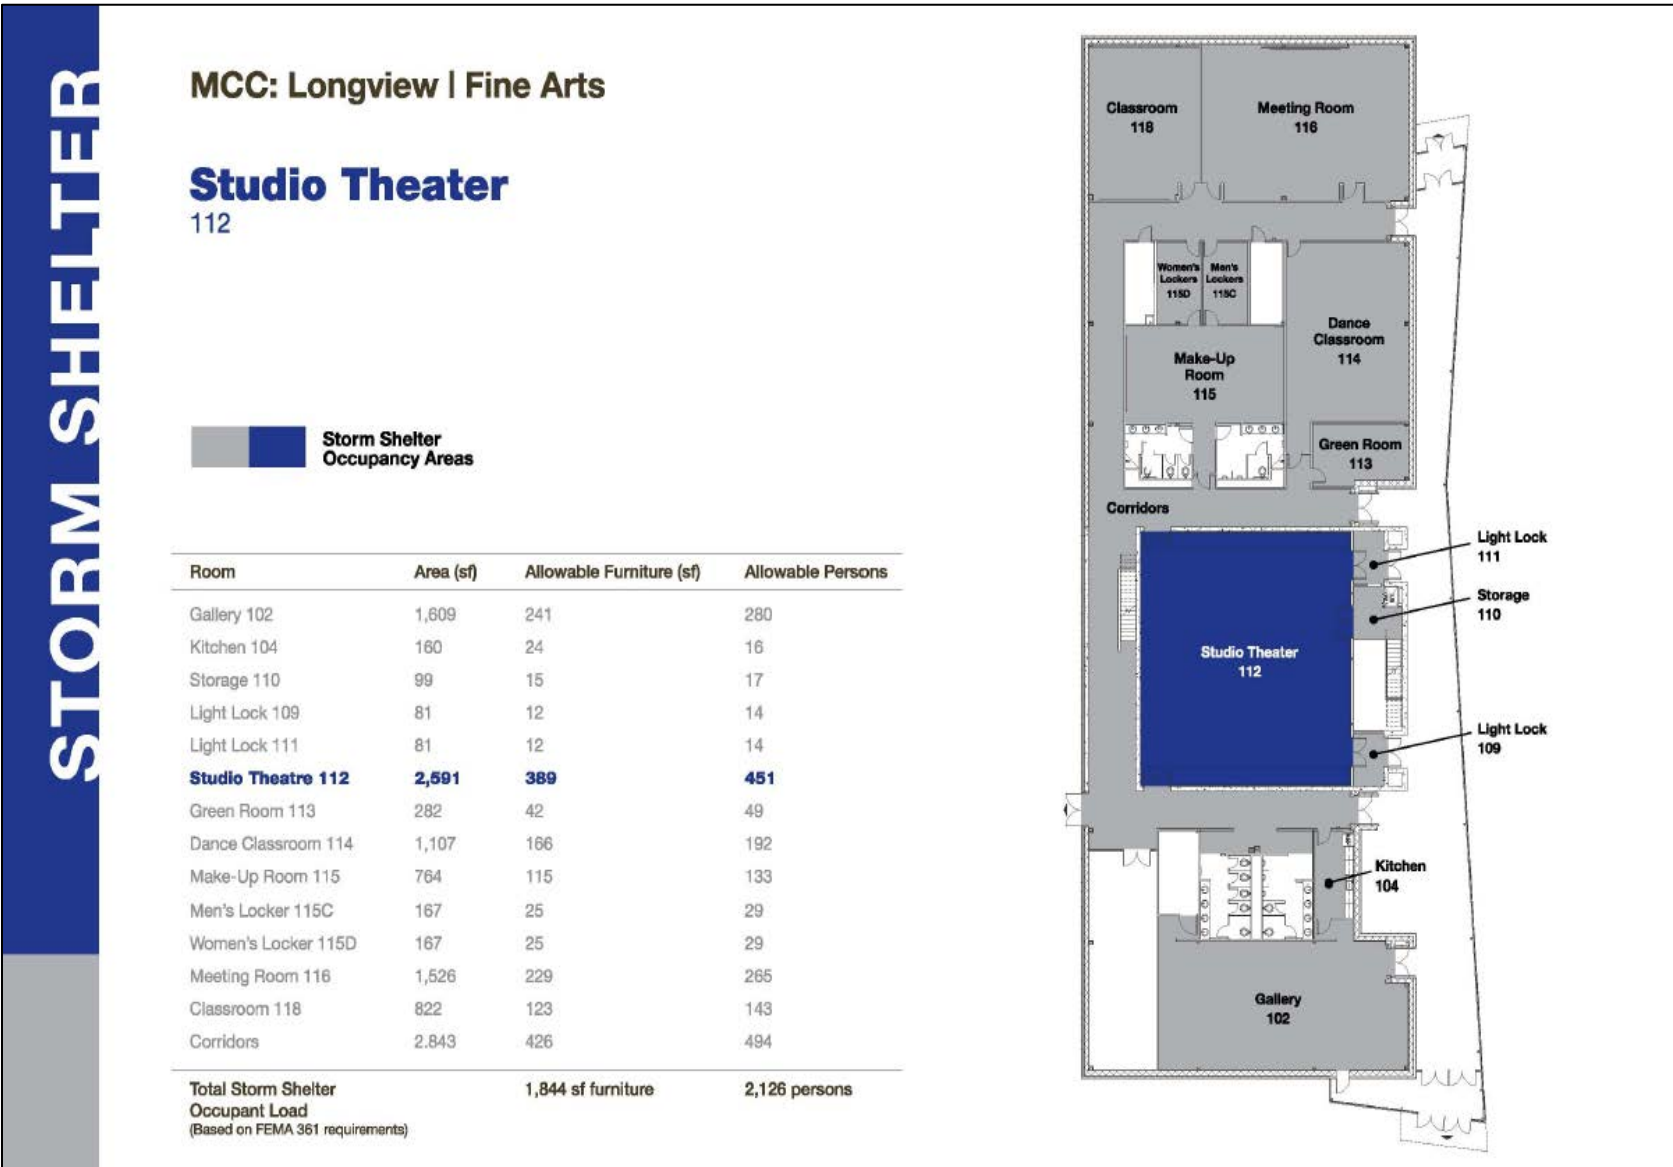 STORM SHELTER
MCC: Longview | Fine Arts
Studio Theater
112
Storm Shelter
Occupancy Areas
Room Area (sf) Allowable Furniture (sf) Allowable Persons
Gallery 102 1,609 241 280
Kitchen 104 160 24 16
Storage 110 99 15 17
Light Lock 109 81 12 14
Light Lock 111 81 12 14
Studio Theatre 112 2,591 389 451
Green Room 113 282 42 49
Dance Classroom 114 1,107 166 192
Make-Up Room 115 764 115 133
Men's Locker 115C 167 25 29
Women's Locker 115D 167 25 29
Meeting Room 116 1,526 229 265
Classroom 118 822 123 143
Corridors 2.843 426 494
Total Storm Shelter 1,844 sf furniture 2,126 persons
Occupant Load
(Based on FEMA 361 requirements)
Classroom
118
Meeting Room
116
Women's
Lockers
115D
Men's
Lockers
115C
Dance
Classroom
114
Make-Up
Room
115
Green Room
113
Corridors
Light Lock
111
Storage
110
Studio Theater
112
Light Lock
109
Kitchen
104
Gallery
102